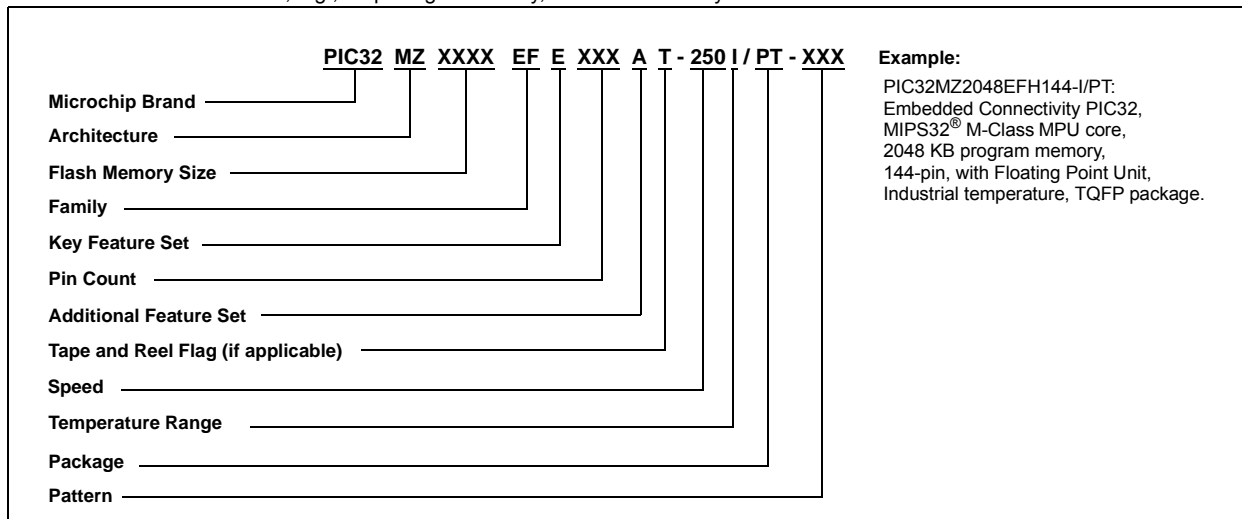 PIC32 MZ XXXX EF E XXX A T - 250 I / PT - XXX
Microchip Brand
Architecture
Flash Memory Size
Family
Key Feature Set
Pin Count
Additional Feature Set
Tape and Reel Flag (if applicable)
Speed
Temperature Range
Package
Pattern
Example:
PIC32MZ2048EFH144-I/PT:
Embedded Connectivity PIC32,
MIPS32® M-Class MPU core,
2048 KB program memory,
144-pin, with Floating Point Unit,
Industrial temperature, TQFP package.